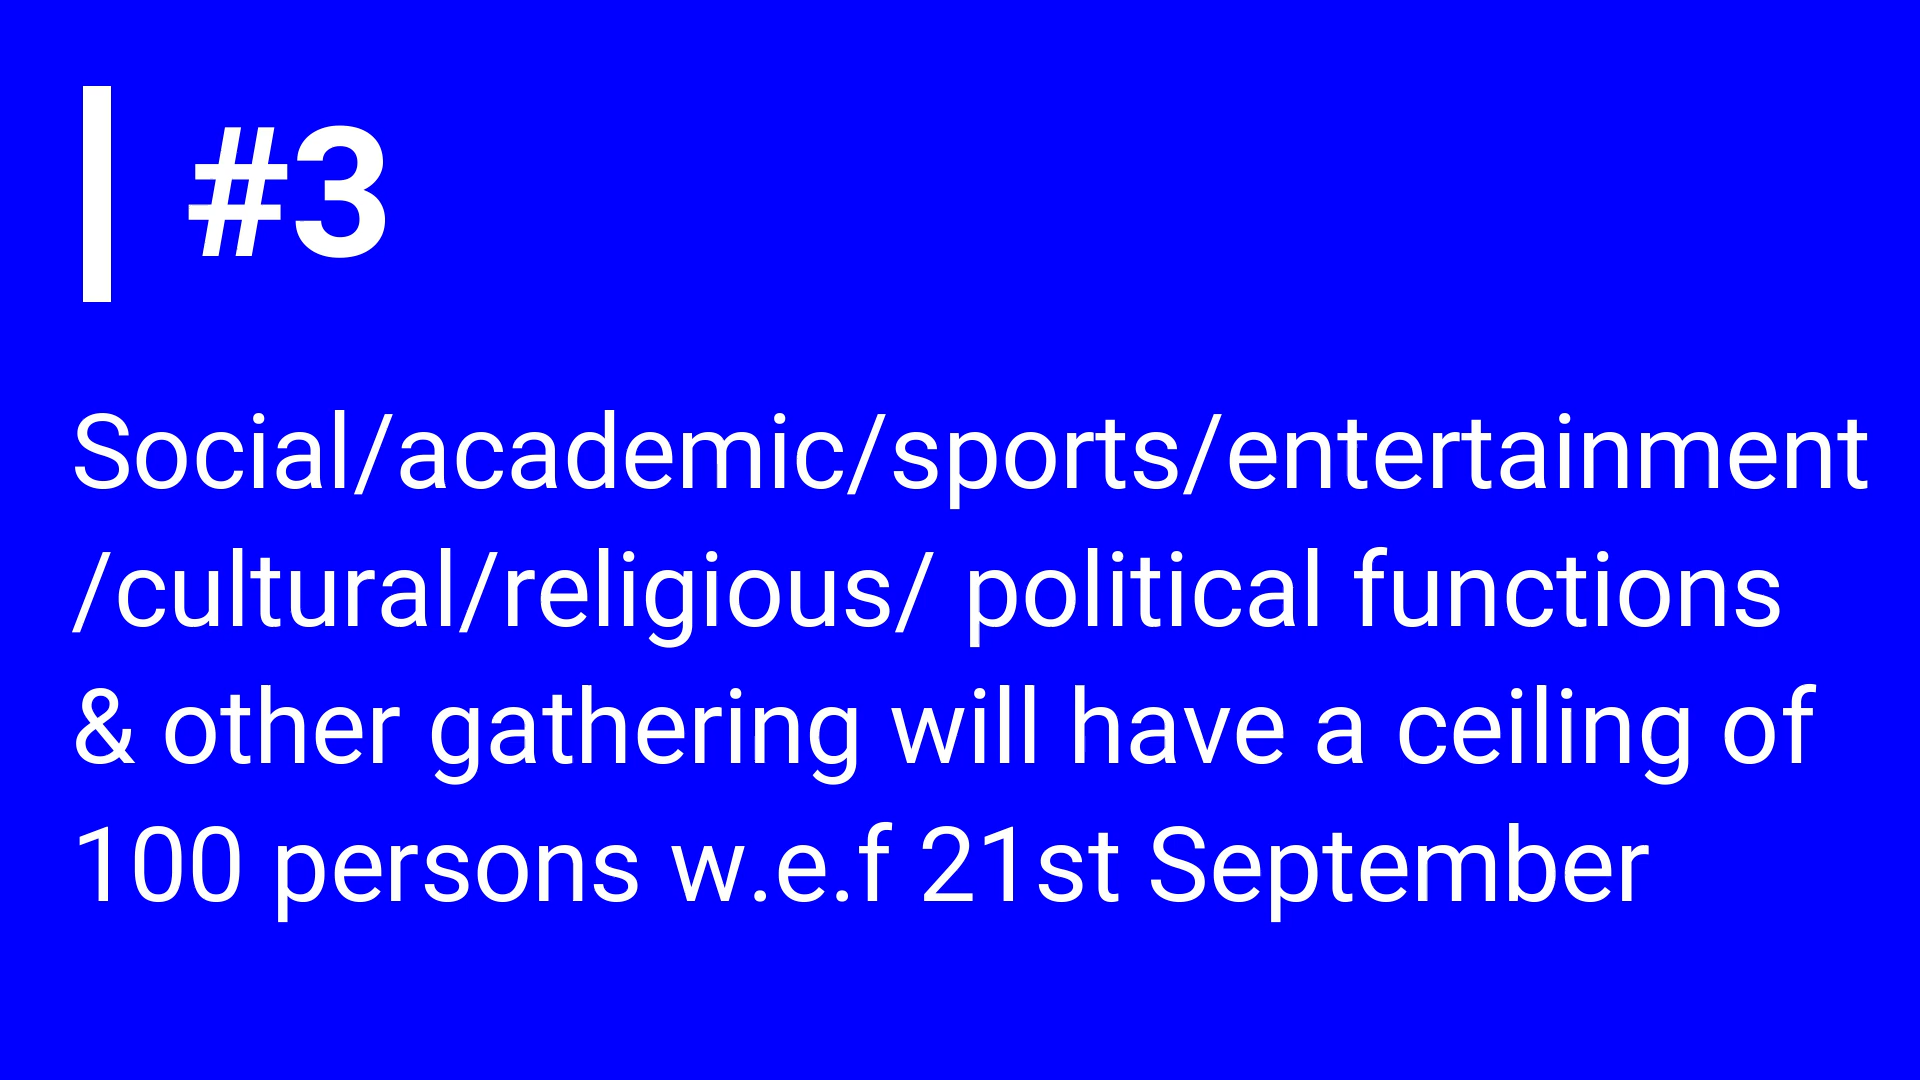 #3
Social/academic/sports/entertainment
/cultural/religious/ political functions
& other gathering will have a ceiling of
100 persons w.e.f 21st September